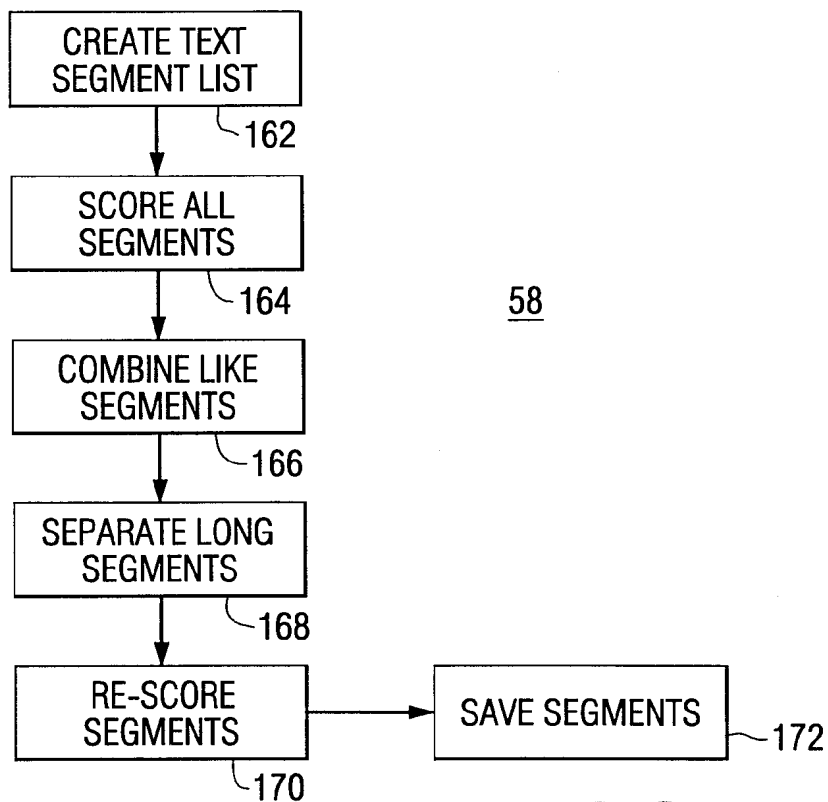 CREATE TEXT
SEGMENT LIST
162
SCORE ALL
SEGMENTS
164
58
COMBINE LIKE
SEGMENTS
166
SEPARATE LONG
SEGMENTS
168
RE-SCORE
SEGMENTS
170
SAVE SEGMENTS
172